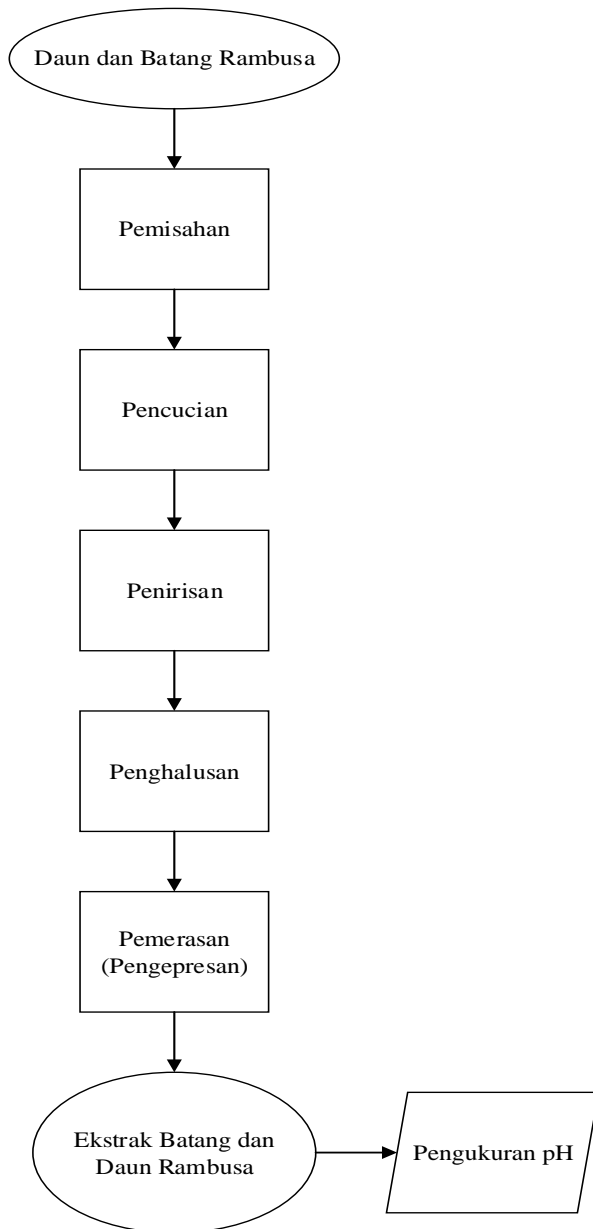 Daun dan Batang Rambusa
Pemisahan
Pencucian
Penirisan
Penghalusan
Pemerasan
(Pengepresan)
Ekstrak Batang dan
Daun Rambusa
Pengukuran pH